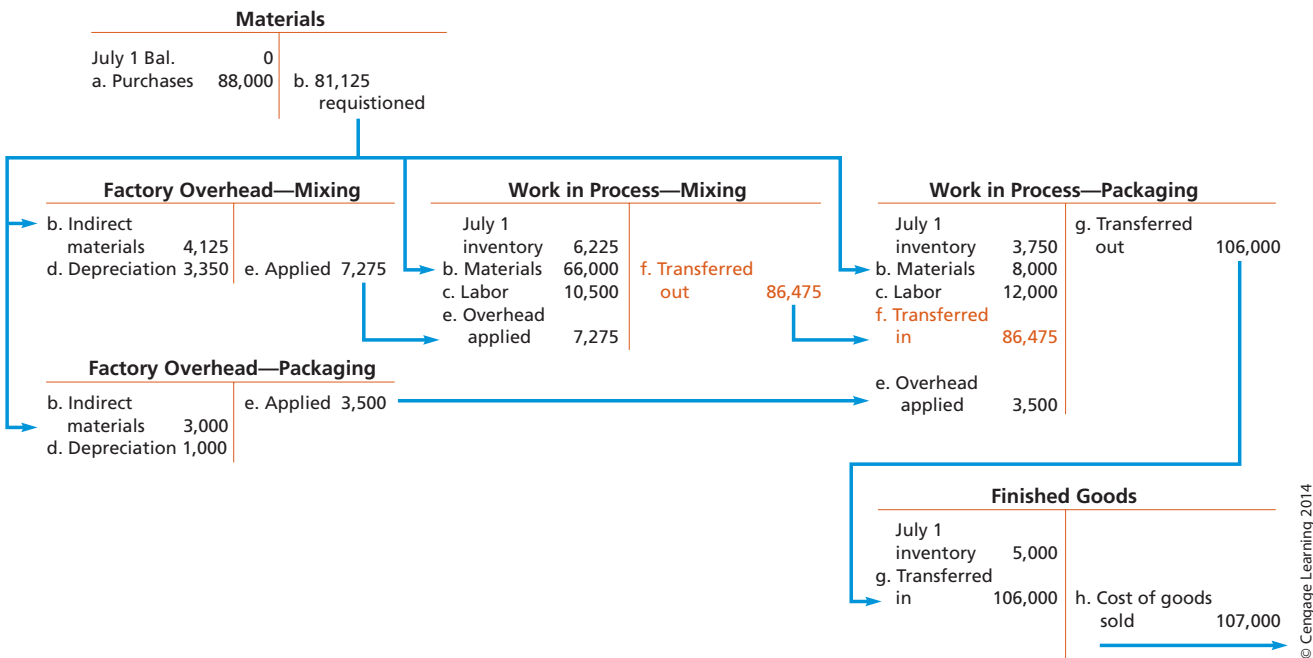 Materials
July 1 Bal. 0
a. Purchases 88,000 b. 81,125
requistioned
Factory Overhead—Mixing
b. Indirect
materials 4,125
d. Depreciation 3,350 e. Applied 7,275
Work in Process—Mixing
July 1
inventory 6,225
b. Materials 66,000 f. Transferred
c. Labor 10,500 out 86,475
e. Overhead
applied 7,275
Work in Process—Packaging
July 1 g. Transferred
inventory 3,750 out 106,000
b. Materials 8,000
c. Labor 12,000
f. Transferred
in 86,475
e. Overhead
applied 3,500
Factory Overhead—Packaging
b. Indirect e. Applied 3,500
materials 3,000
d. Depreciation 1,000
Finished Goods
July 1
inventory 5,000
g. Transferred
in 106,000 h. Cost of goods
sold 107,000
© Cengage Learning 2014